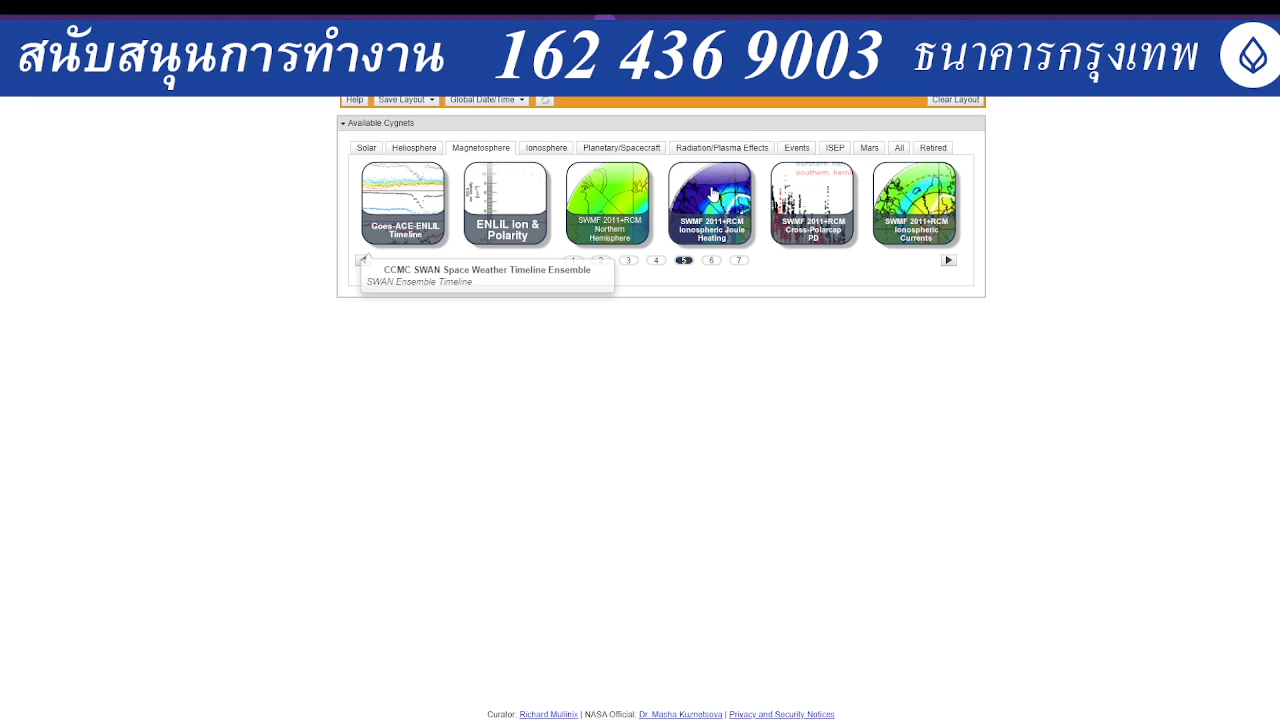 สนับสนุนการทำงาน 162 436 9003 ธนาคารกรุงเทพ
Help Save Layout Global Date/Time Clear Layout
Available Cygnets
Solar Heliosphere Magnetosphere Ionosphere Planetary/Spacecraft Radiation/Plasma Effects Events ISEP Mars All Retired
Goes-ACE-ENLIL
Timeline
ENLIL Ion &
Polarity
SWMF 2011+RCM
Northern
Hemisphere
SWMF 2011+RCM
Ionospheric Joule
Heating
southern hemi
SWMF 2011+RCM
Cross-Polarcap
PD
SWMF 2011+RCM
Ionospheric
Currents
1 2 3 4 5 6 7
CCMC SWAN Space Weather Timeline Ensemble
SWAN Ensemble Timeline
Curator: Richard Mullinix | NASA Official: Dr. Masha Kuznetsova | Privacy and Security Notices